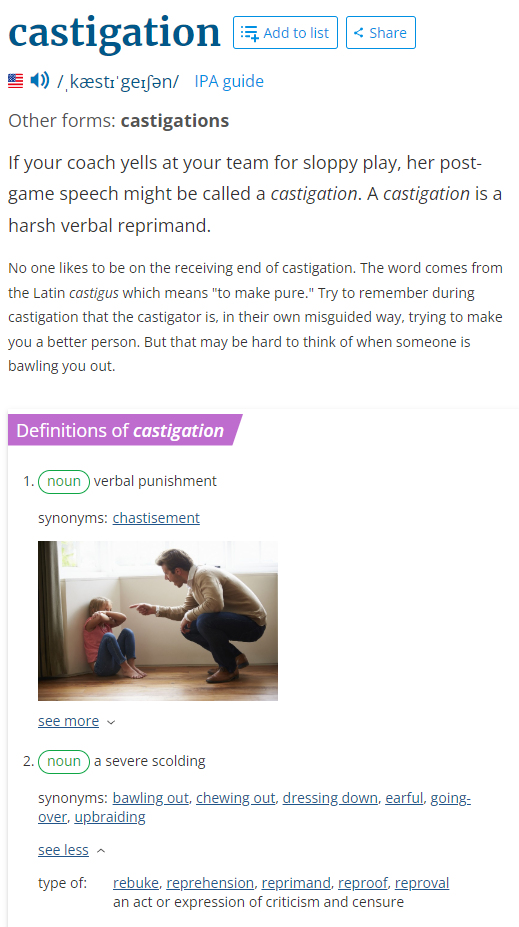 castigation
Add to list
Share
/ˌkæstɪˈgeɪʃən/
IPA guide
Other forms: castigations
If your coach yells at your team for sloppy play, her post-
game speech might be called a castigation. A castigation is a
harsh verbal reprimand.
No one likes to be on the receiving end of castigation. The word comes from
the Latin castigus which means "to make pure." Try to remember during
castigation that the castigator is, in their own misguided way, trying to make
you a better person. But that may be hard to think of when someone is
bawling you out.
Definitions of castigation
1. noun verbal punishment
synonyms: chastisement
see more
2. noun a severe scolding
synonyms: bawling out, chewing out, dressing down, earful, going-
over, upbraiding
see less
type of: rebuke, reprehension, reprimand, reproof, reproval
an act or expression of criticism and censure